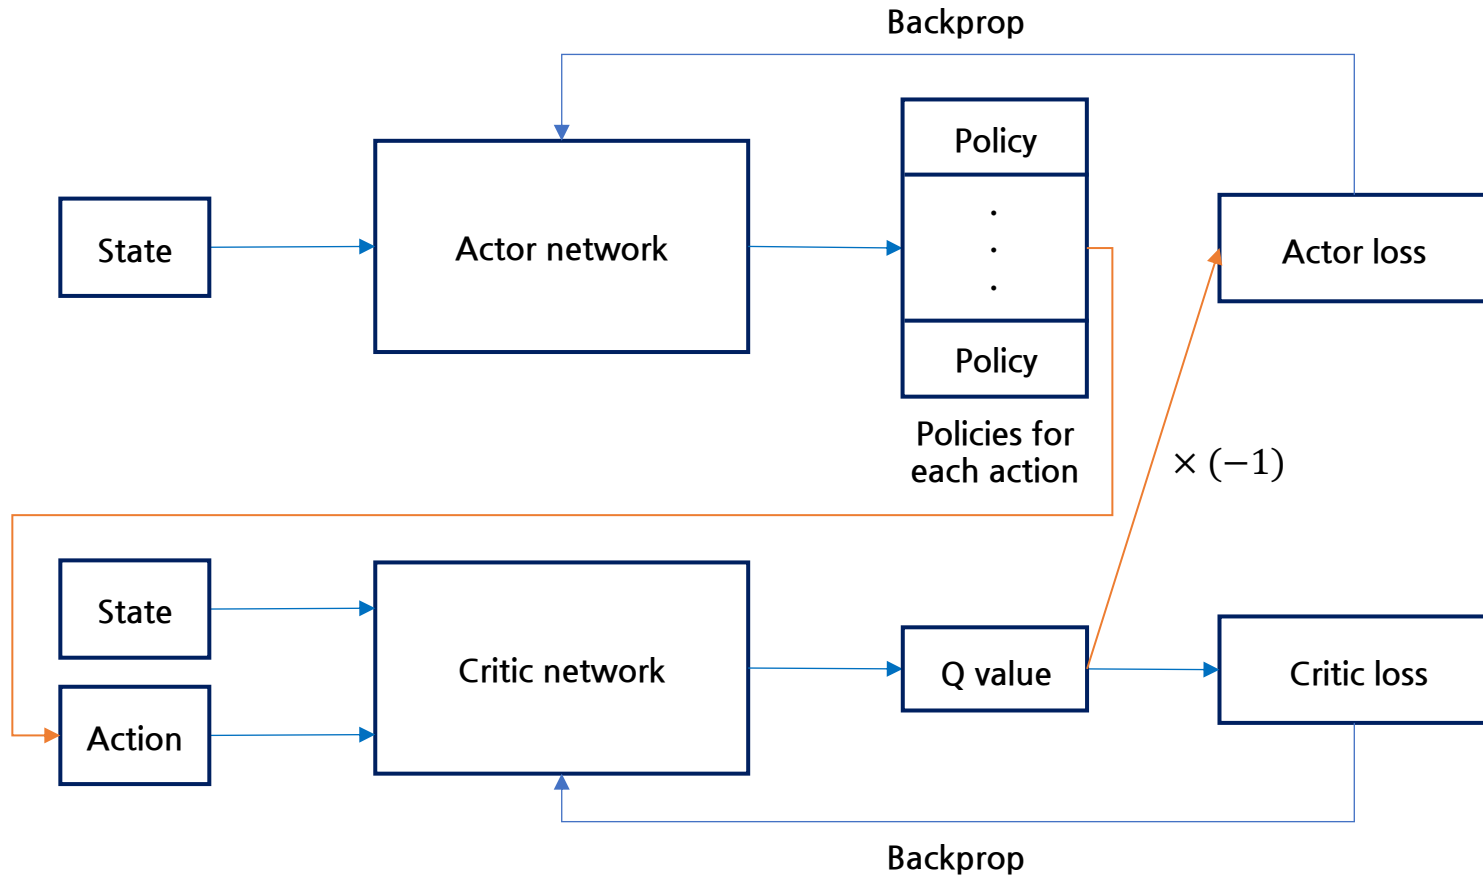 Backprop
Policy
State
Actor network
.
.
.
Actor loss
Policy
Policies for
each action
× (−1)
State
Critic network
Q value
Critic loss
Action
Backprop